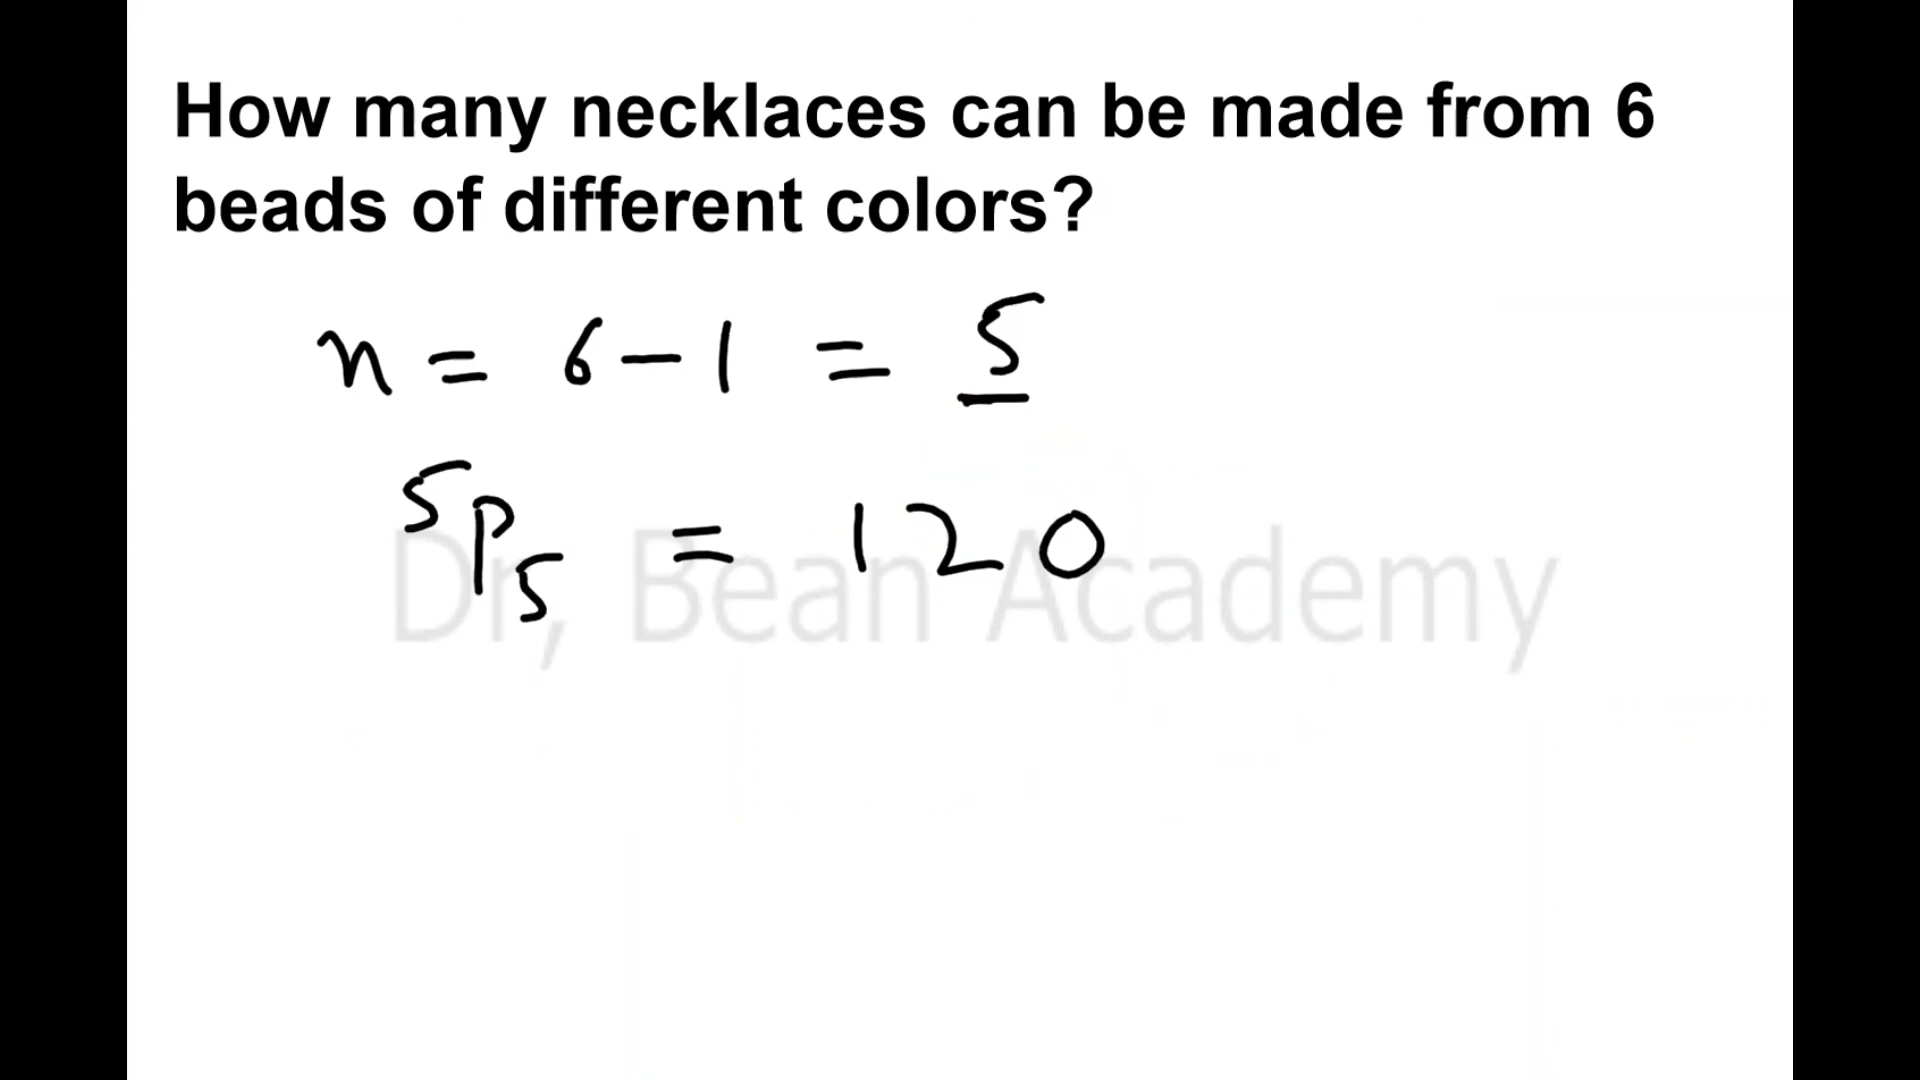 How many necklaces can be made from 6
beads of different colors?
n = 6 - 1 = 5
⁵P₅ = 120
Dr, Bean Academy